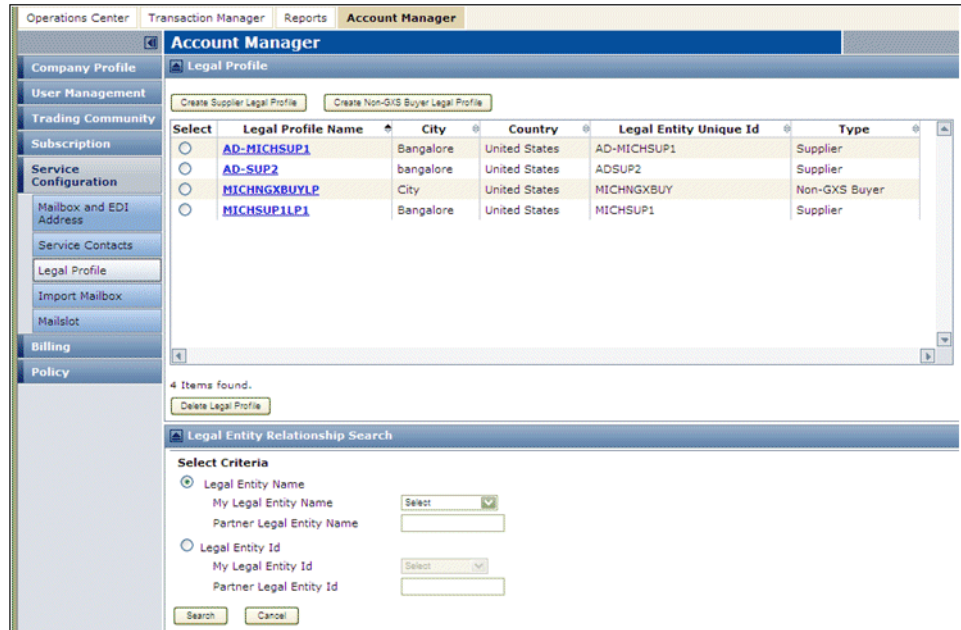 Operations Center Transaction Manager Reports Account Manager
Account Manager
Company Profile
User Management
Trading Community
Subscription
Service
Configuration
Mailbox and EDI
Address
Service Contacts
Legal Profile
Import Mailbox
Mailslot
Billing
Policy
Legal Profile
Create Supplier Legal Profile Create Non-GXS Buyer Legal Profile
Select Legal Profile Name City Country Legal Entity Unique Id Type
AD-MICHSUP1 Bangalore United States AD-MICHSUP1 Supplier
AD-SUP2 bangalore United States ADSUP2 Supplier
MICHNGXBUYLP City United States MICHNGXBUY Non-GXS Buyer
MICHSUP1LP1 Bangalore United States MICHSUP1 Supplier
4 Items found.
Delete Legal Profile
Legal Entity Relationship Search
Select Criteria
Legal Entity Name
My Legal Entity Name Select
Partner Legal Entity Name
Legal Entity Id
My Legal Entity Id Select
Partner Legal Entity Id
Search Cancel